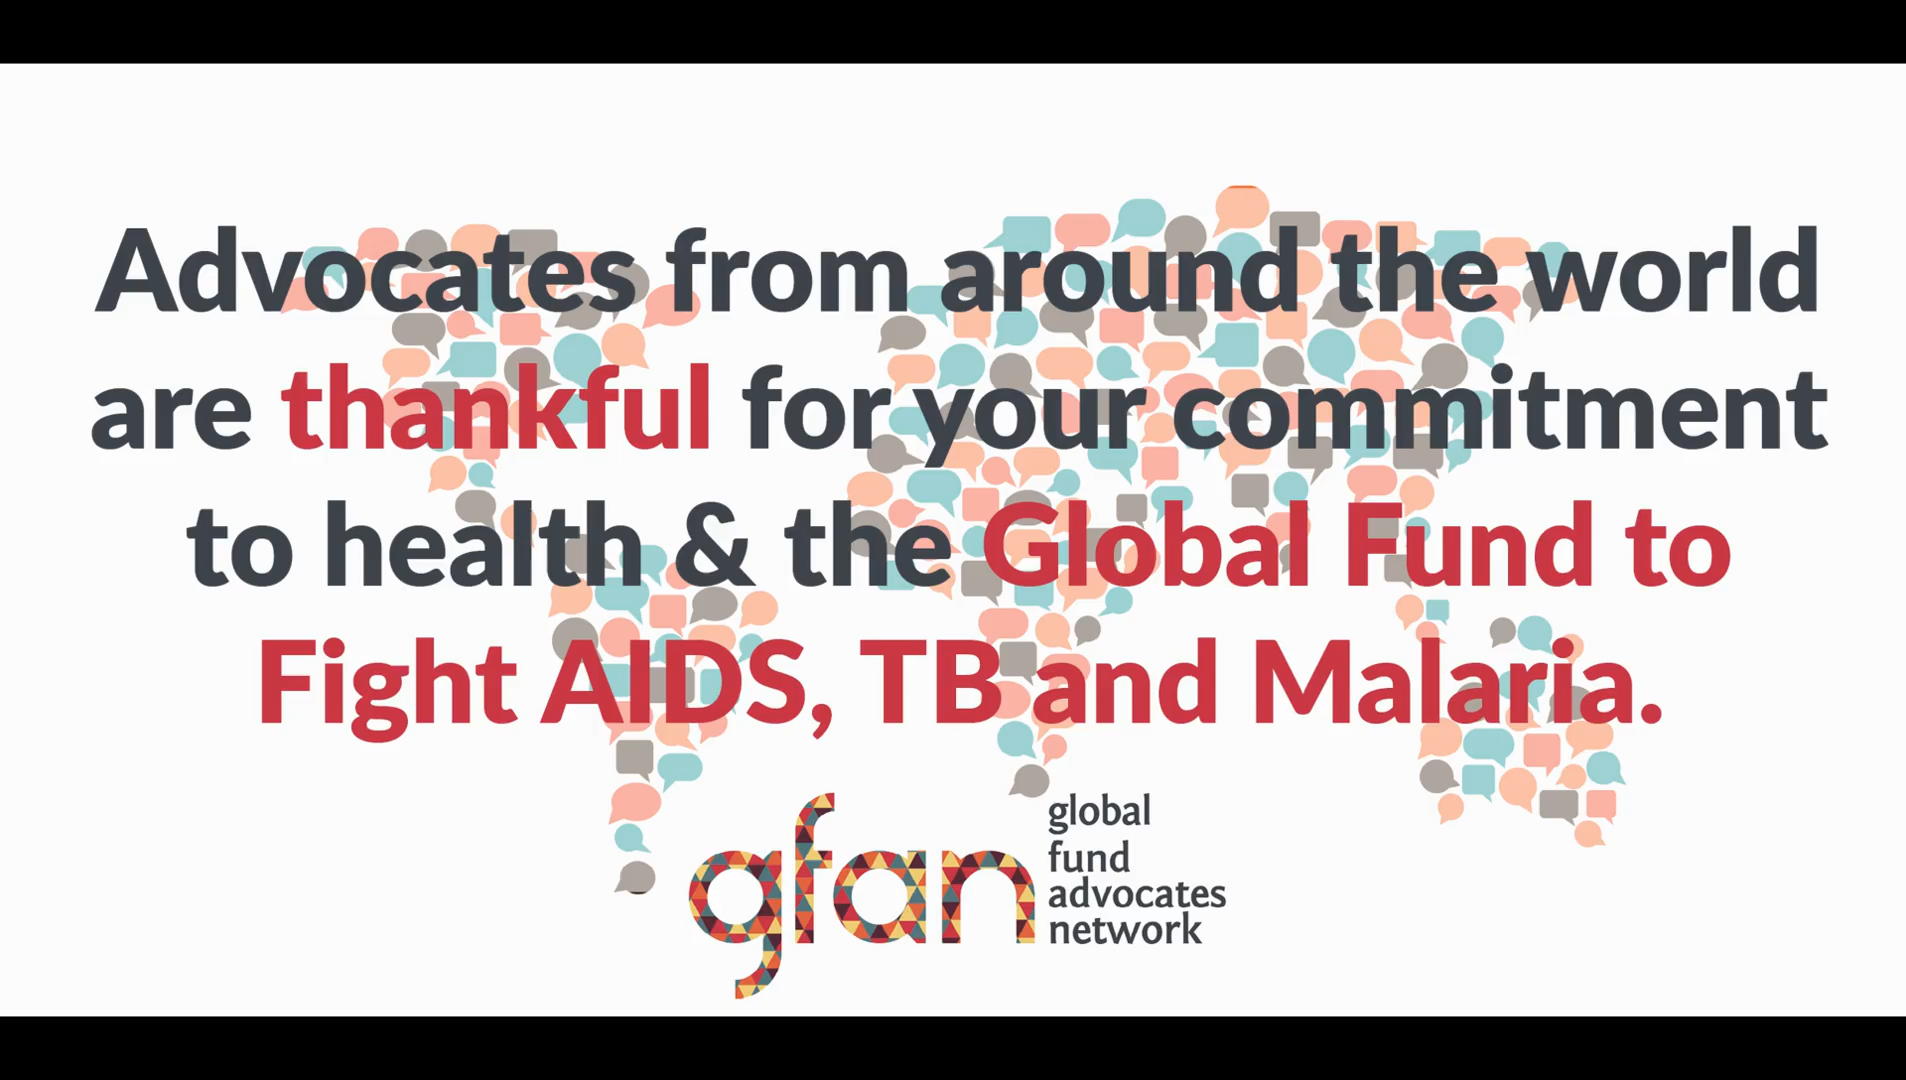 Advocates from around the world
are thankful for your commitment
to health & the Global Fund to
Fight AIDS, TB and Malaria.
gfan
global
fund
advocates
network